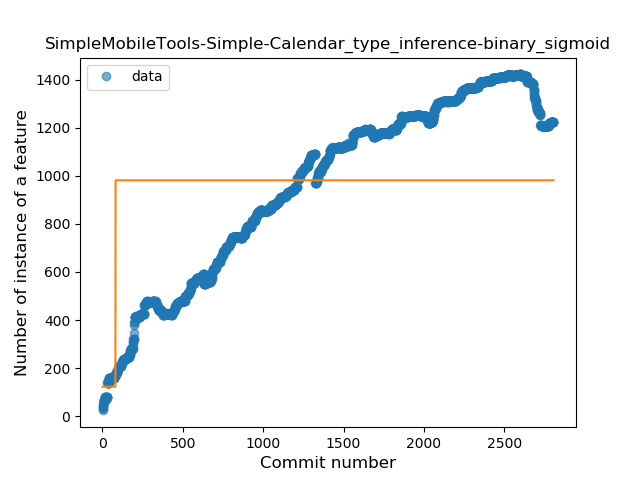 SimpleMobileTools-Simple-Calendar_type_inference-binary_sigmoid
data
Number of instance of a feature
1400
1200
1000
800
600
400
200
0
0 500 1000 1500 2000 2500
Commit number